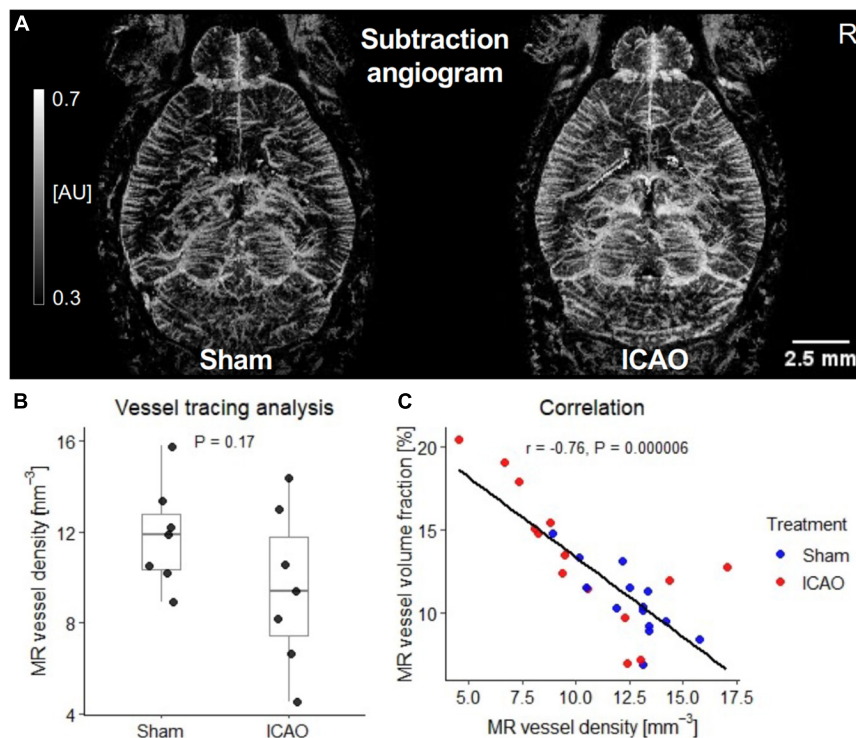 A
Subtraction
angiogram
R
0.7
[AU]
0.3
Sham
ICAO
2.5 mm
B
Vessel tracing analysis
P = 0.17
MR vessel density [nm⁻³]
16
12
8
4
Sham
ICAO
C
Correlation
r = -0.76, P = 0.000006
MR vessel volume fraction [%]
20
15
10
5.0
7.5
10.0
12.5
15.0
17.5
MR vessel density [mm⁻³]
Treatment
Sham
ICAO